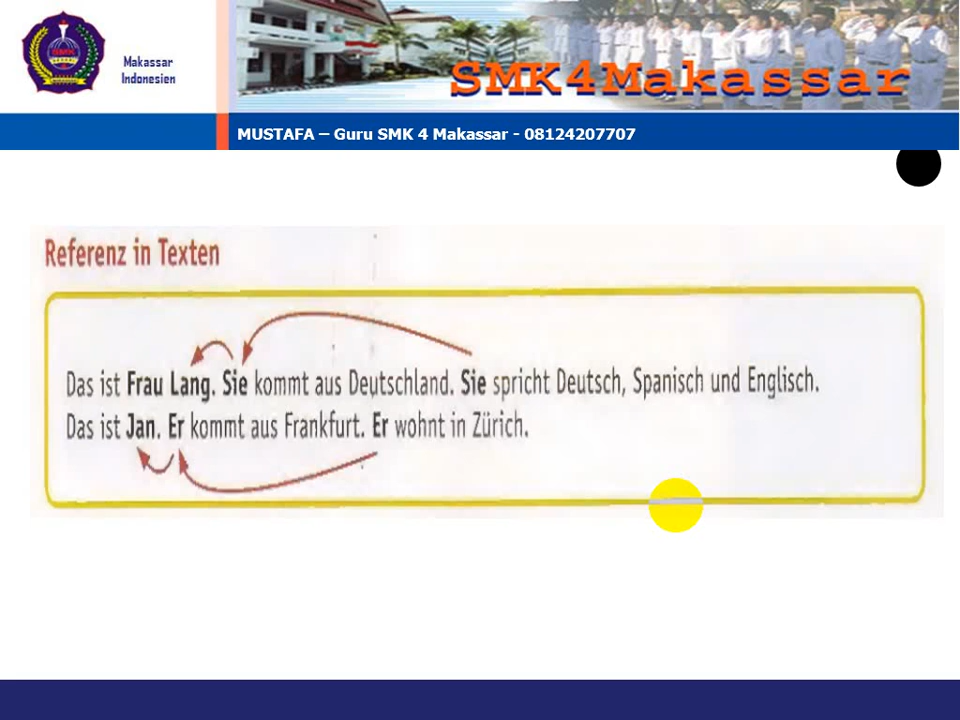 SMK
Makassar
Indonesien
SMK4Makassar
MUSTAFA – Guru SMK 4 Makassar - 08124207707
Referenz in Texten
Das ist Frau Lang. Sie kommt aus Deutschland. Sie spricht Deutsch, Spanisch und Englisch.
Das ist Jan. Er kommt aus Frankfurt. Er wohnt in Zürich.